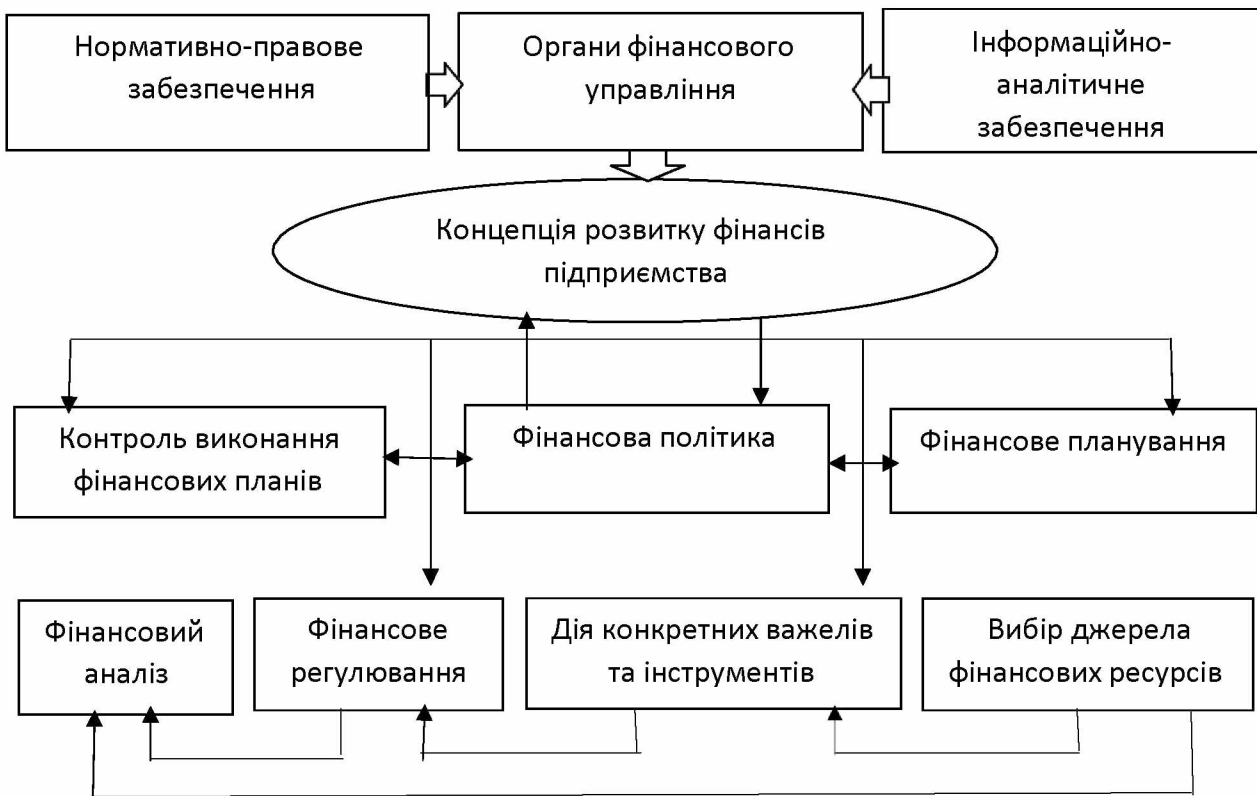 Нормативно-правове
забезпечення
Органи фінансового
управління
Інформаційно-
аналітичне
забезпечення
Концепція розвитку фінансів
підприємства
Контроль виконання
фінансових планів
Фінансова політика
Фінансове планування
Фінансовий
аналіз
Фінансове
регулювання
Дія конкретних важелів
та інструментів
Вибір джерела
фінансових ресурсів